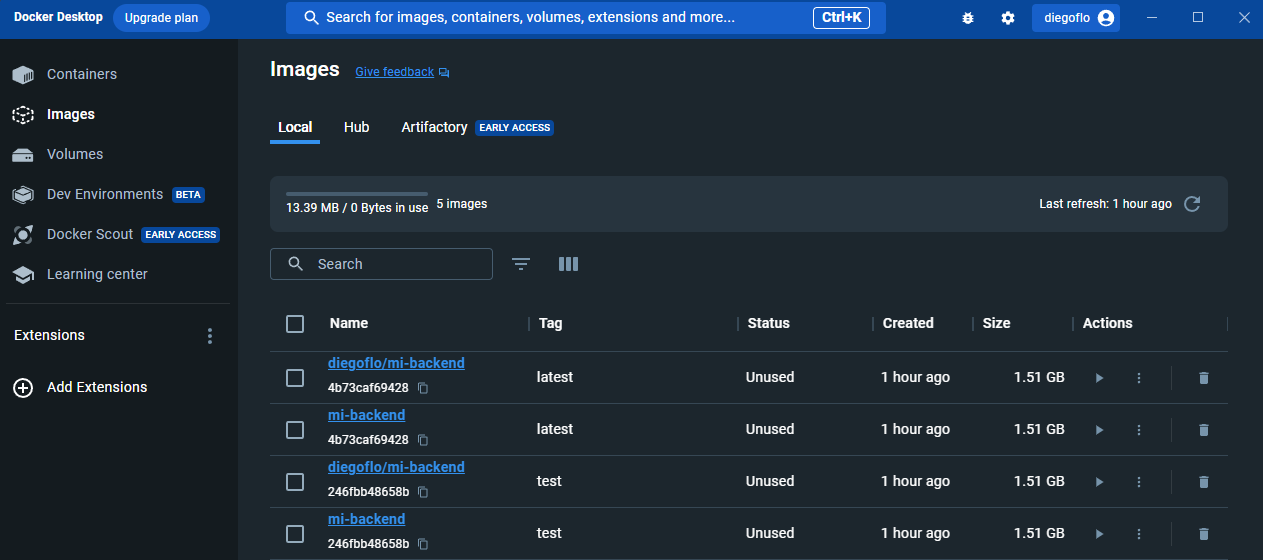 Docker Desktop Upgrade plan Search for images, containers, volumes, extensions and more... Ctrl+K diegoflo
Containers
Images
Volumes
Dev Environments BETA
Docker Scout EARLY ACCESS
Learning center
Extensions
Add Extensions
Images Give feedback
Local Hub Artifactory EARLY ACCESS
13.39 MB / 0 Bytes in use 5 images Last refresh: 1 hour ago
Search
Name Tag Status Created Size Actions
diegoflo/mi-backend
4b73caf69428 latest Unused 1 hour ago 1.51 GB
mi-backend
4b73caf69428 latest Unused 1 hour ago 1.51 GB
diegoflo/mi-backend
246fbb48658b test Unused 1 hour ago 1.51 GB
mi-backend
246fbb48658b test Unused 1 hour ago 1.51 GB